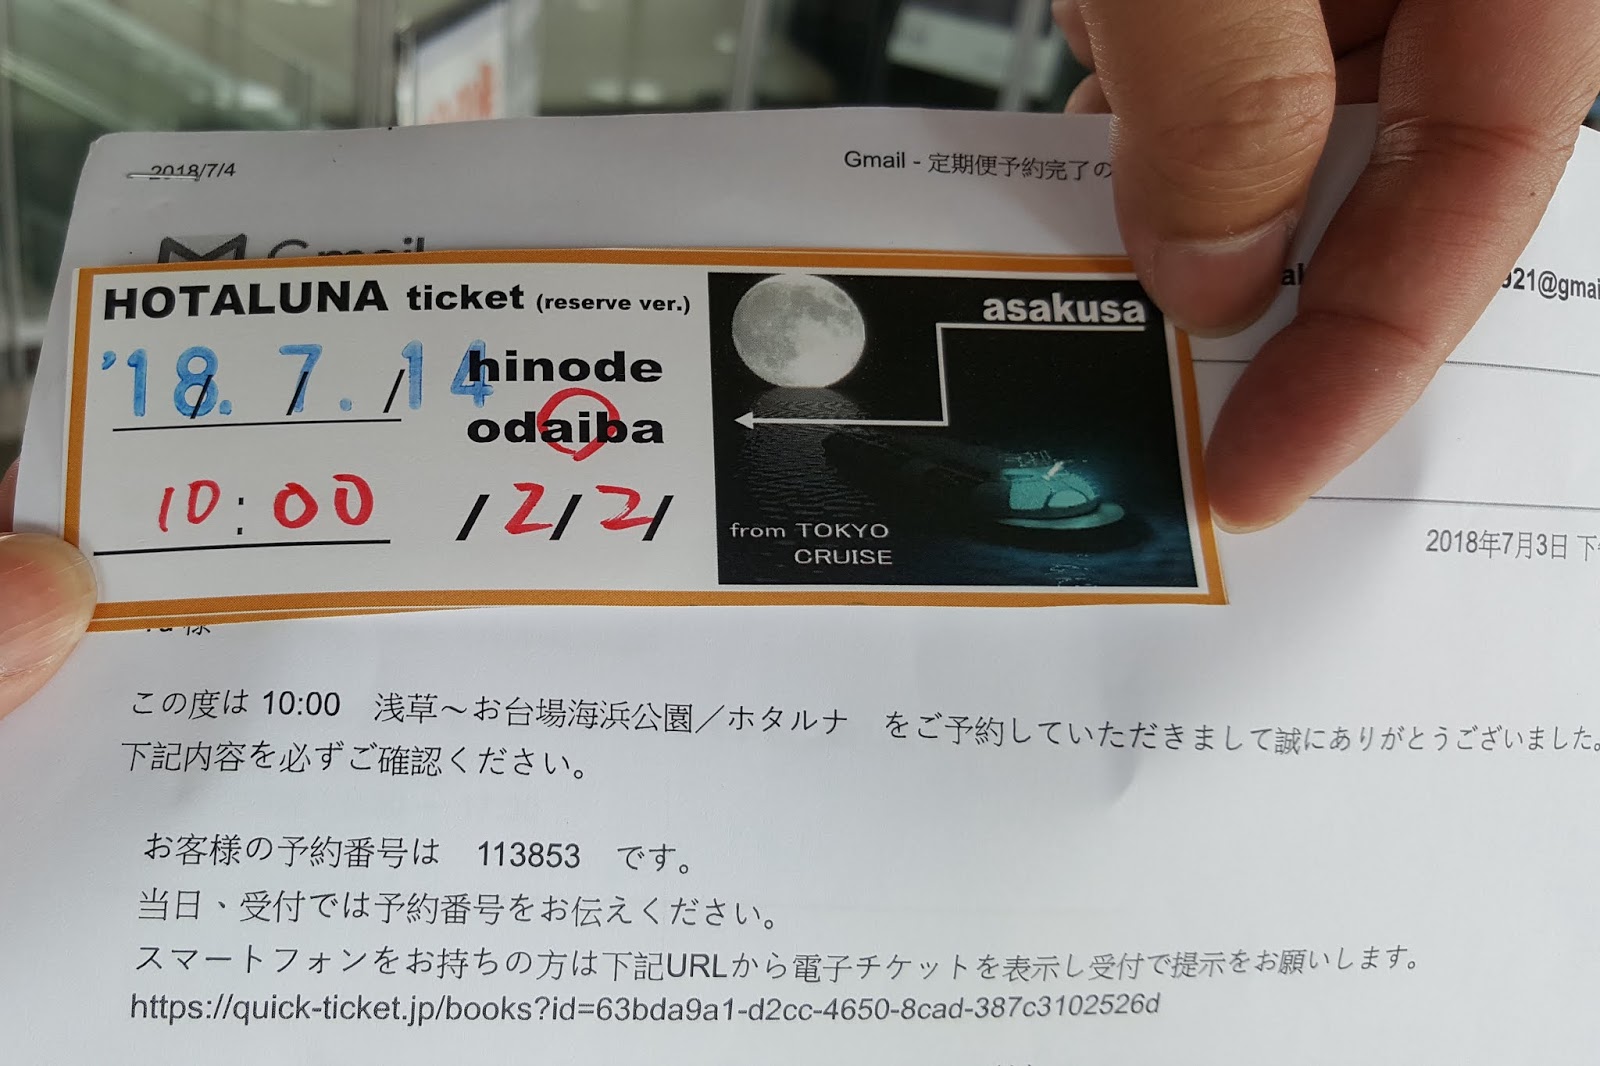 2018/7/4
Gmail - 定期便予約完了の
Gmail
921@gmai
HOTALUNA ticket (reserve ver.)
'18. 7. 14
hinode
odaiba
10:00
/2/2/
asakusa
from TOKYO
CRUISE
2018年7月3日 下
様
この度は 10:00 浅草～お台場海浜公園／ホタルナ をご予約していただきまして誠にありがとうございました。
下記内容を必ずご確認ください。
お客様の予約番号は 113853 です。
当日、受付では予約番号をお伝えください。
スマートフォンをお持ちの方は下記URLから電子チケットを表示し受付で提示をお願いします。
https://quick-ticket.jp/books?id=63bda9a1-d2cc-4650-8cad-387c3102526d